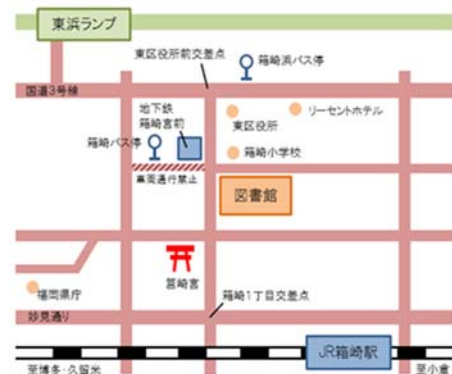 東浜ランプ
東区役所前交差点
箱崎浜バス停
国道3号線
地下鉄
箱崎宮前
リーセントホテル
東区役所
箱崎バス停
箱崎小学校
車両通行禁止
図書館
筥崎宮
福岡県庁
箱崎1丁目交差点
妙見通り
JR箱崎駅
至博多・久留米
至小倉